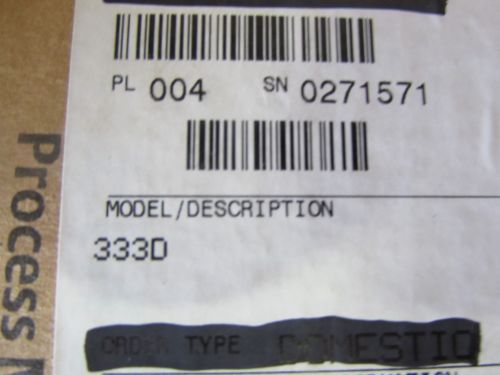 PL 004 SN 0271571
MODEL/DESCRIPTION
333D
ORDER TYPE DOMESTIC
Process